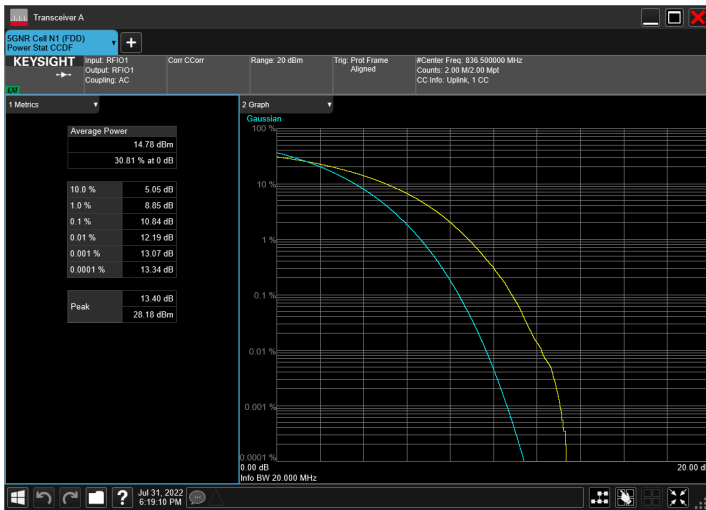 Transceiver A
5GNR Cell N1 (FDD)
Power Stat CCDF
KEYSIGHT
LXI
Input: RFIO1
Output: RFIO1
Coupling: AC
Corr CCorr
Range: 20 dBm
Trig: Prot Frame
Aligned
#Center Freq: 836.500000 MHz
Counts: 2.00 M/2.00 Mpt
CC Info: Uplink, 1 CC
1 Metrics
Average Power
14.78 dBm
30.81 % at 0 dB
10.0 % 5.05 dB
1.0 % 8.85 dB
0.1 % 10.84 dB
0.01 % 12.19 dB
0.001 % 13.07 dB
0.0001 % 13.34 dB
Peak
13.40 dB
28.18 dBm
2 Graph
Gaussian
100 %
10 %
1 %
0.1 %
0.01 %
0.001 %
0.0001 %
0.00 dB
20.00 d
Info BW 20.000 MHz
Jul 31, 2022
6:19:10 PM